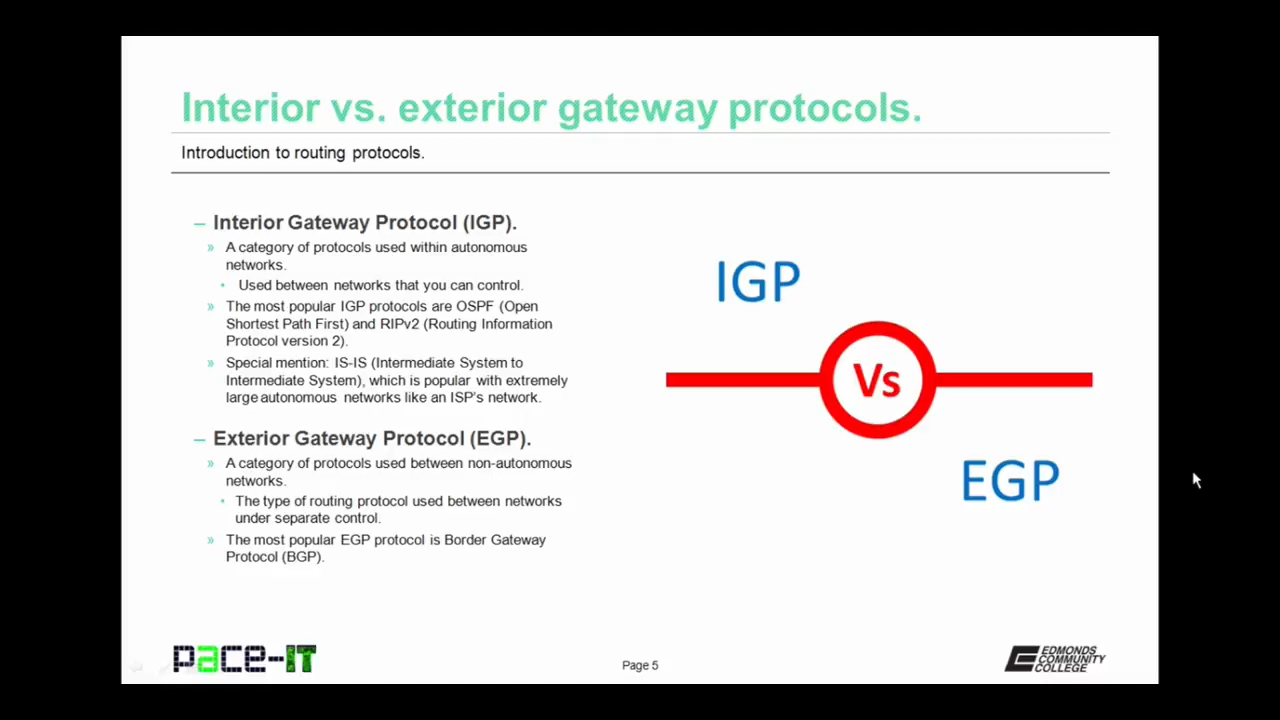 Interior vs. exterior gateway protocols.
Introduction to routing protocols.
– Interior Gateway Protocol (IGP).
» A category of protocols used within autonomous
networks.
• Used between networks that you can control.
» The most popular IGP protocols are OSPF (Open
Shortest Path First) and RIPv2 (Routing Information
Protocol version 2).
» Special mention: IS-IS (Intermediate System to
Intermediate System), which is popular with extremely
large autonomous networks like an ISP's network.
– Exterior Gateway Protocol (EGP).
» A category of protocols used between non-autonomous
networks.
• The type of routing protocol used between networks
under separate control.
» The most popular EGP protocol is Border Gateway
Protocol (BGP).
IGP
Vs
EGP
pace-IT
Page 5
EDMONDS
COMMUNITY
COLLEGE